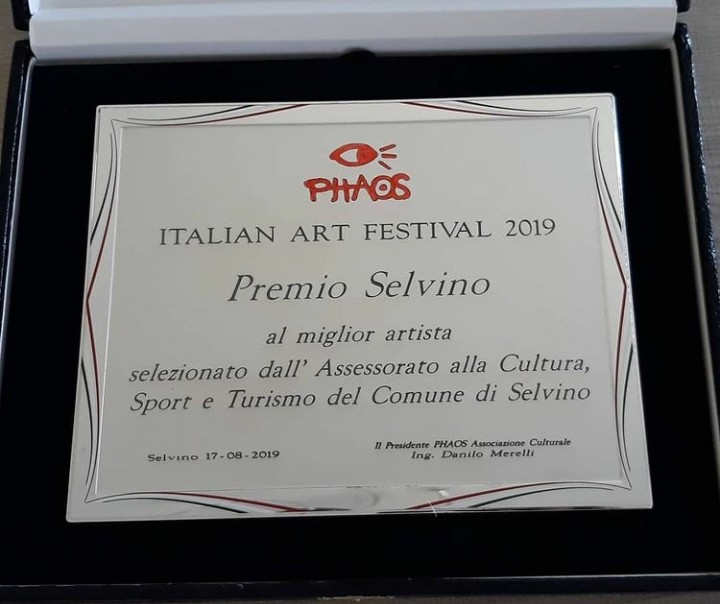 PHAOS
ITALIAN ART FESTIVAL 2019
Premio Selvino
al miglior artista
selezionato dall' Assessorato alla Cultura,
Sport e Turismo del Comune di Selvino
Selvino 17-08-2019
Il Presidente PHAOS Associazione Culturale
Ing. Danilo Merelli